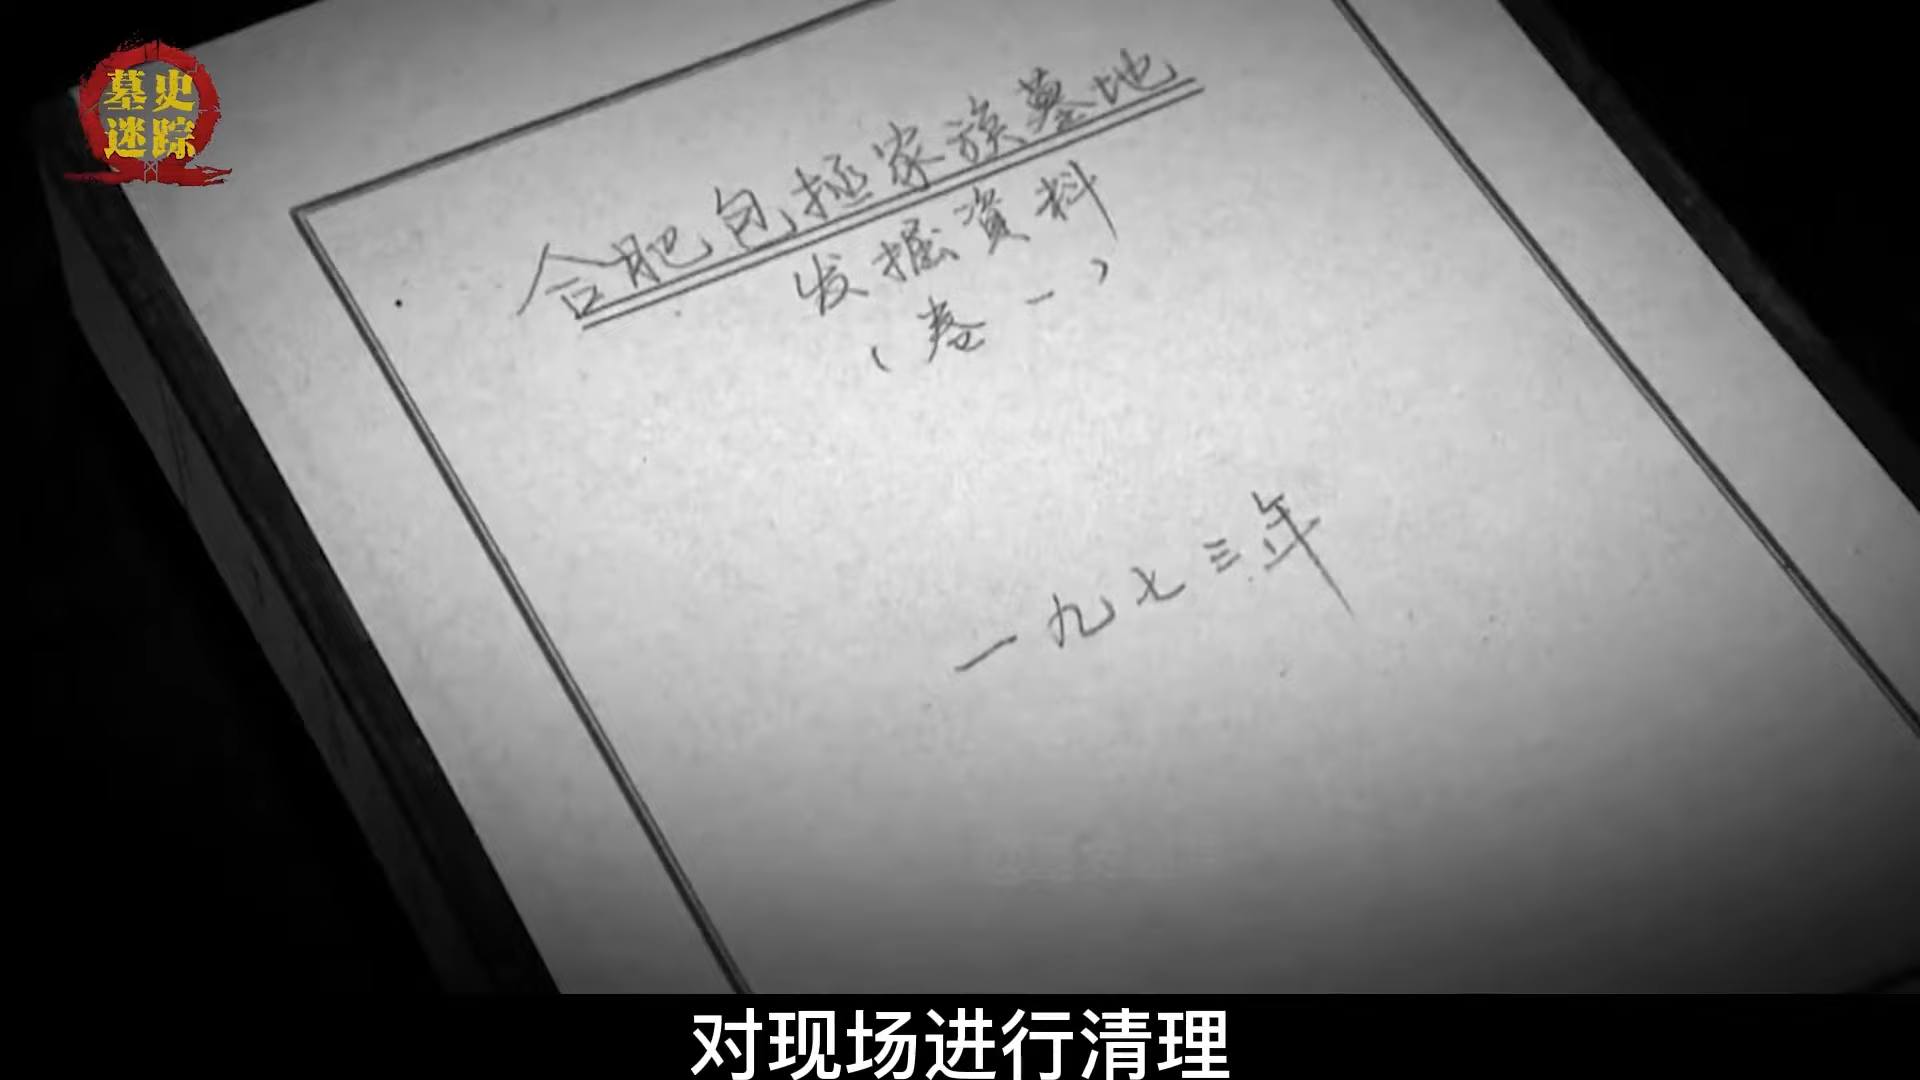 墓史
迷踪
合肥包拯家族墓地
发掘資料
（卷一）
一九七三年
对现场进行清理